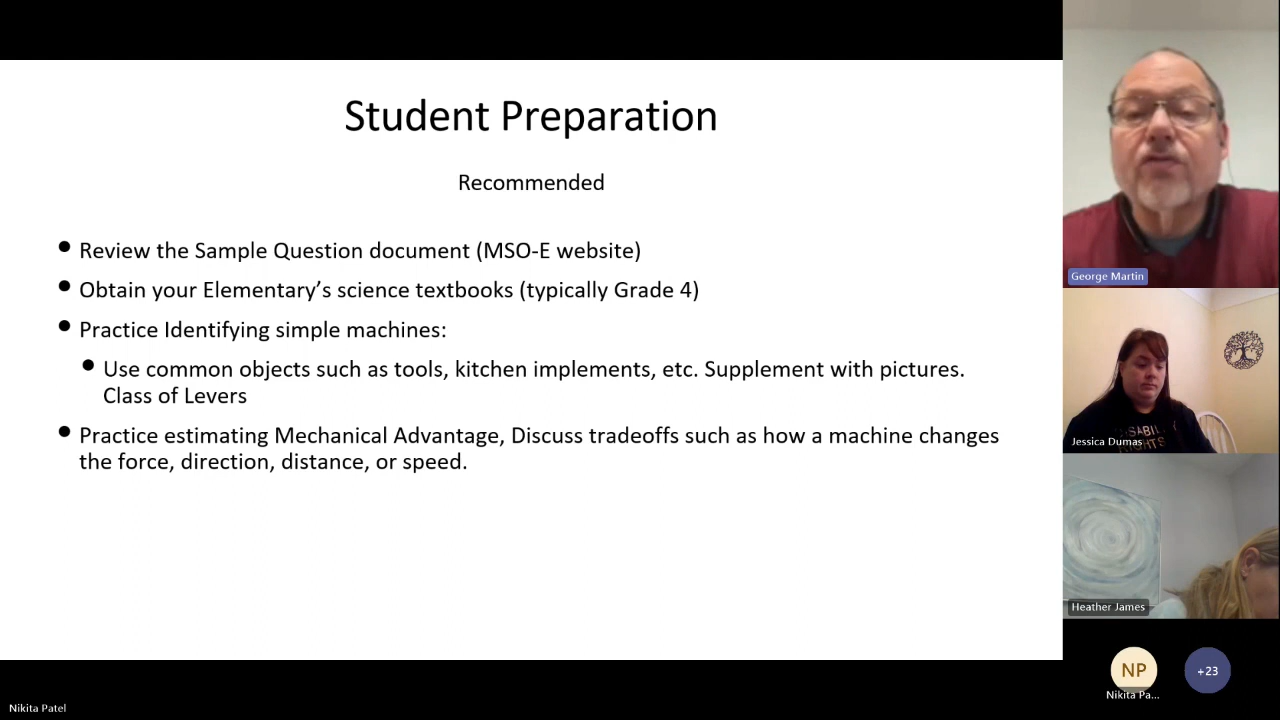 Student Preparation
Recommended
• Review the Sample Question document (MSO-E website)
• Obtain your Elementary’s science textbooks (typically Grade 4)
• Practice Identifying simple machines:
• Use common objects such as tools, kitchen implements, etc. Supplement with pictures.
Class of Levers
• Practice estimating Mechanical Advantage, Discuss tradeoffs such as how a machine changes
the force, direction, distance, or speed.
George Martin
RIGHTS
Jessica Dumas
Heather James
NP
+23
Nikita Pa...
Nikita Patel